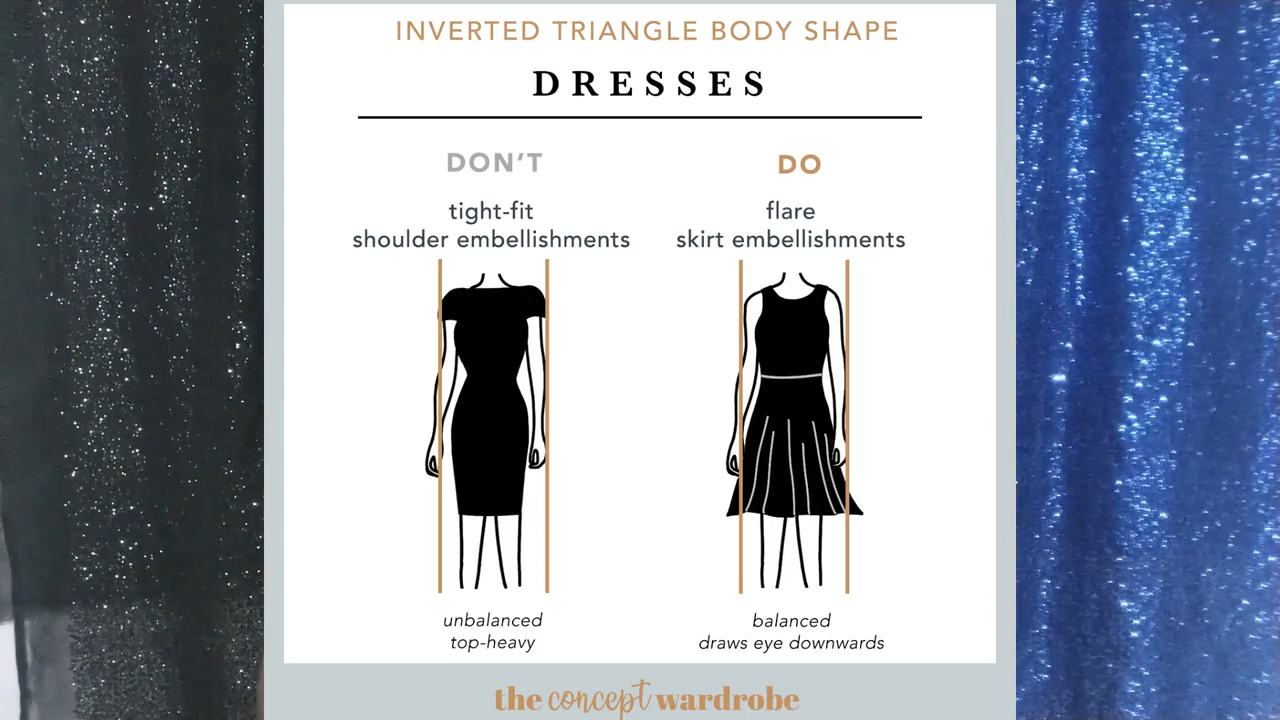 INVERTED TRIANGLE BODY SHAPE
DRESSES
DON'T
tight-fit
shoulder embellishments
unbalanced
top-heavy
DO
flare
skirt embellishments
balanced
draws eye downwards
the concept wardrobe